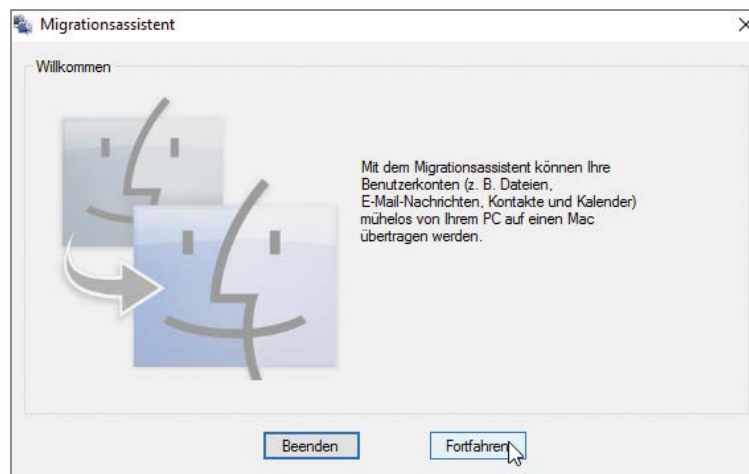 Migrationsassistent
Willkommen
Mit dem Migrationsassistent können Ihre
Benutzerkonten (z. B. Dateien,
E-Mail-Nachrichten, Kontakte und Kalender)
mühelos von Ihrem PC auf einen Mac
übertragen werden.
Beenden
Fortfahren